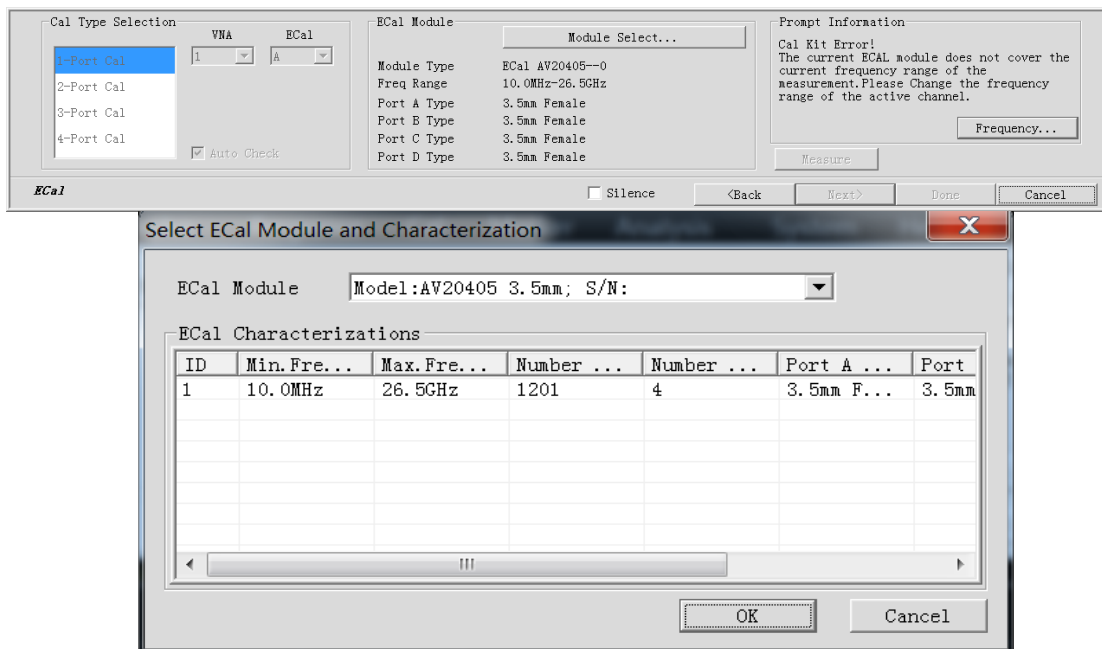 Cal Type Selection
VNA ECal
1-Port Cal 1 A
2-Port Cal
3-Port Cal
4-Port Cal
Auto Check
ECal Module
Module Select...
Module Type ECal AV20405--0
Freq Range 10.0MHz-26.5GHz
Port A Type 3.5mm Female
Port B Type 3.5mm Female
Port C Type 3.5mm Female
Port D Type 3.5mm Female
Prompt Information
Cal Kit Error!
The current ECAL module does not cover the
current frequency range of the
measurement.Please Change the frequency
range of the active channel.
Frequency...
Measure
ECal Silence <Back Next> Done Cancel
Select ECal Module and Characterization
ECal Module Model:AV20405 3.5mm; S/N:
ECal Characterizations
ID Min.Fre... Max.Fre... Number ... Number ... Port A ... Port
1 10.0MHz 26.5GHz 1201 4 3.5mm F... 3.5mm
OK Cancel